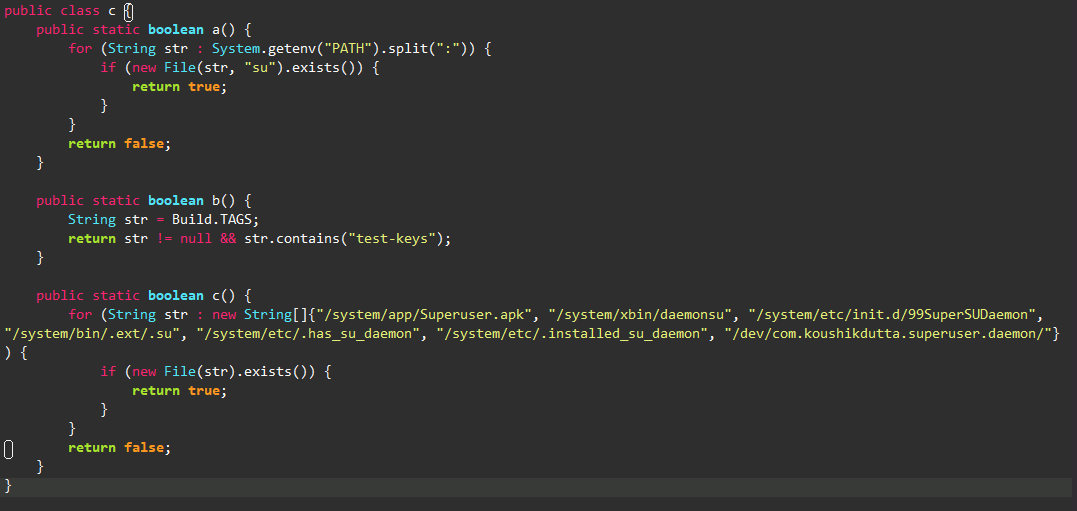 public class c {
    public static boolean a() {
        for (String str : System.getenv("PATH").split(":")) {
            if (new File(str, "su").exists()) {
                return true;
            }
        }
        return false;
    }

    public static boolean b() {
        String str = Build.TAGS;
        return str != null && str.contains("test-keys");
    }

    public static boolean c() {
        for (String str : new String[]{"/system/app/Superuser.apk", "/system/xbin/daemonsu", "/system/etc/init.d/99SuperSUDaemon",
"/system/bin/.ext/.su", "/system/etc/.has_su_daemon", "/system/etc/.installed_su_daemon", "/dev/com.koushikdutta.superuser.daemon/"}
) {
            if (new File(str).exists()) {
                return true;
            }
        }
        return false;
    }
}